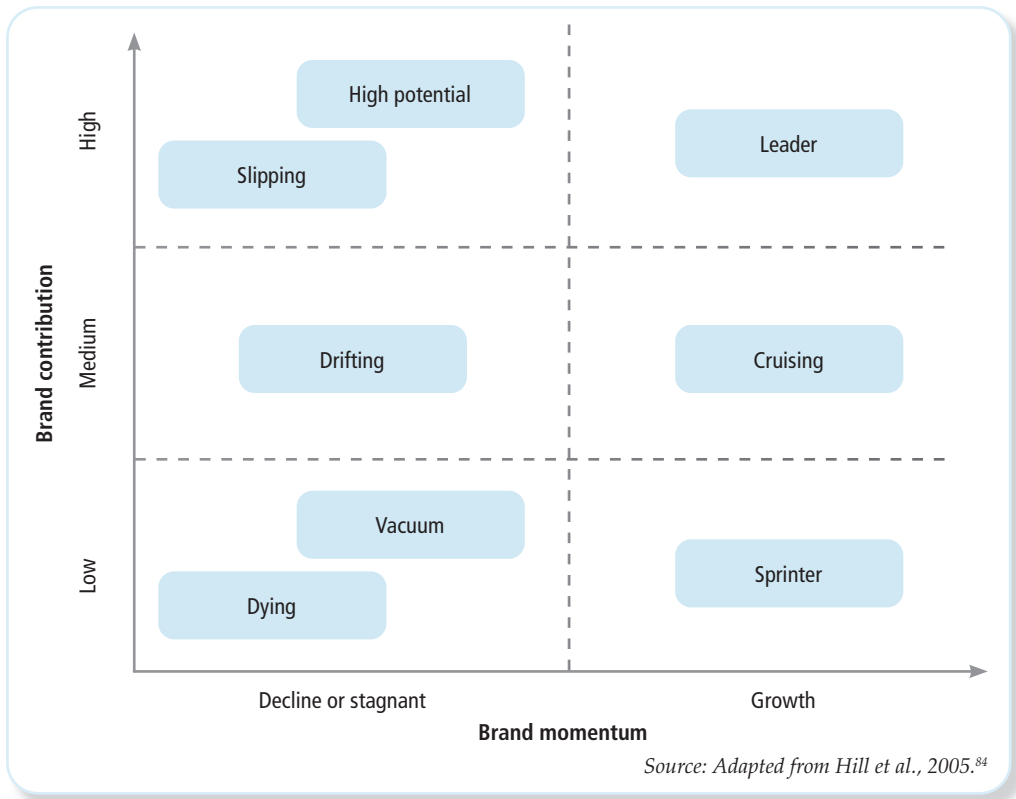 Brand contribution
High
Medium
Low
High potential
Slipping
Leader
Drifting
Cruising
Vacuum
Dying
Sprinter
Decline or stagnant
Growth
Brand momentum
Source: Adapted from Hill et al., 2005.84